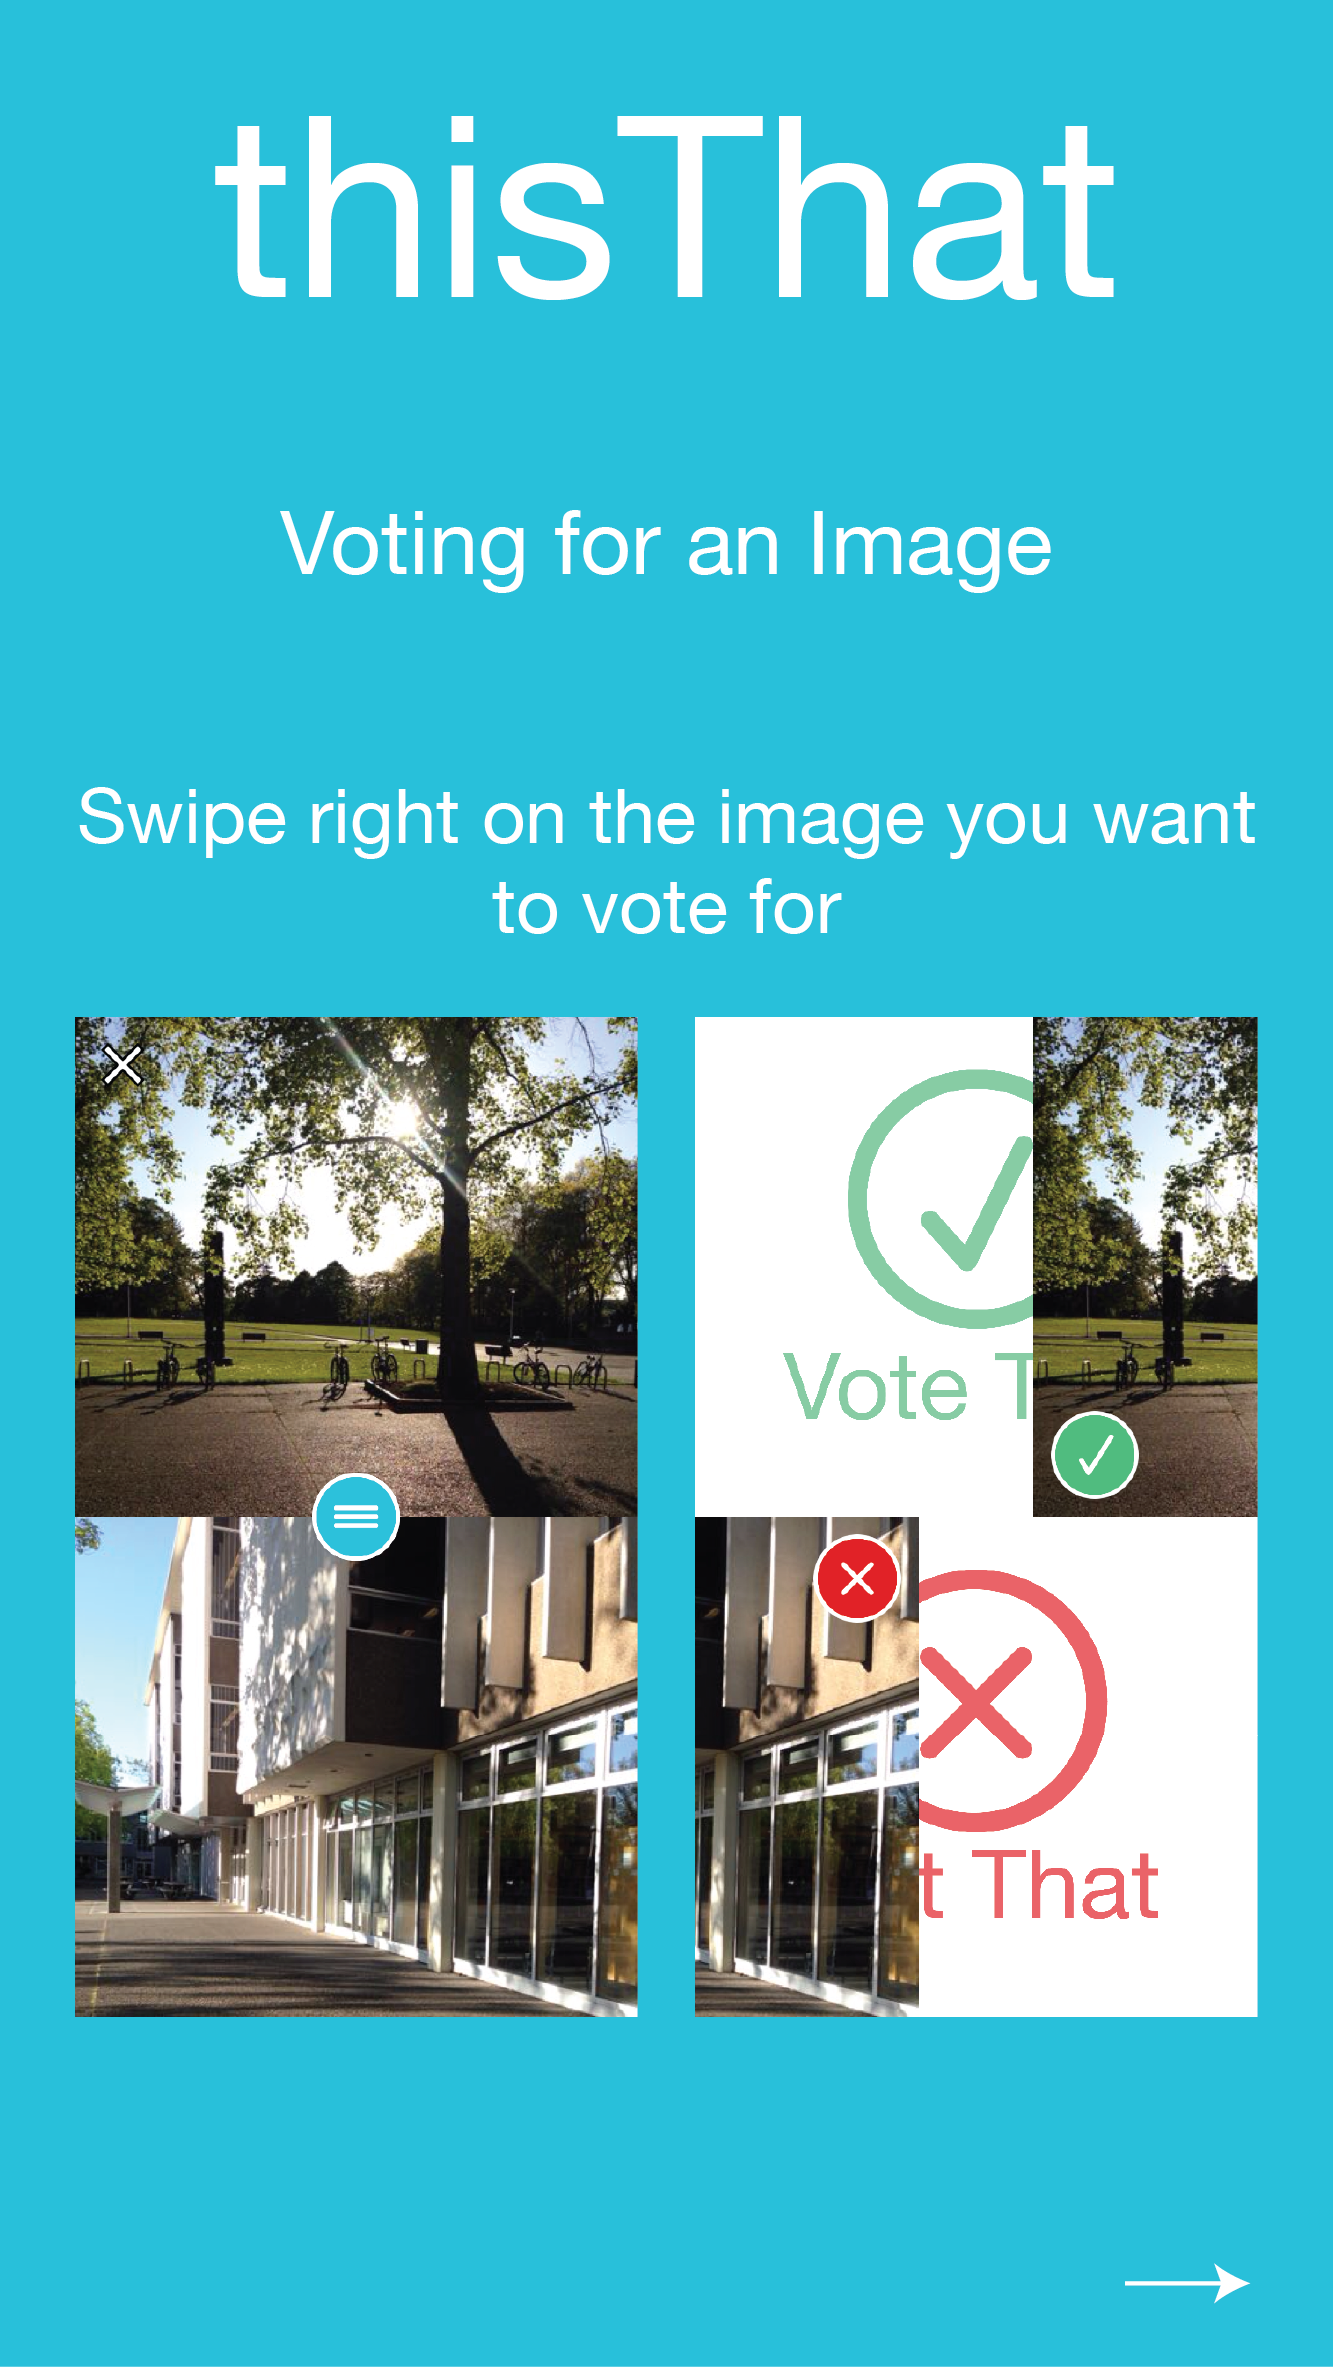 thisThat
Voting for an Image
Swipe right on the image you want
to vote for
Vote T
t That